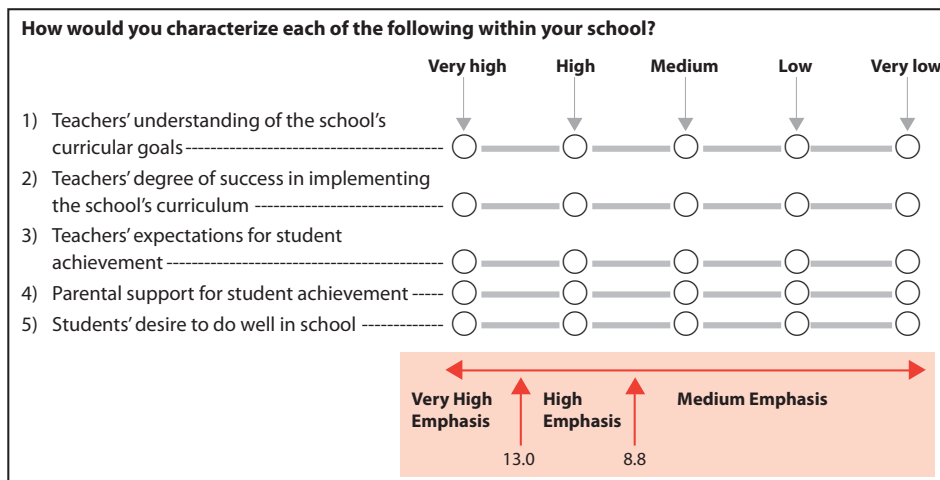 How would you characterize each of the following within your school?
Very high High Medium Low Very low
1) Teachers' understanding of the school's
curricular goals
2) Teachers' degree of success in implementing
the school's curriculum
3) Teachers' expectations for student
achievement
4) Parental support for student achievement
5) Students' desire to do well in school
Very High High Medium Emphasis
Emphasis Emphasis
13.0 8.8